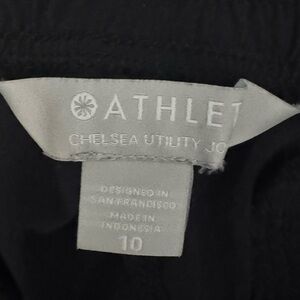 ATHLET
CHELSEA UTILITY JO
DESIGNED IN
SAN FRANCISCO
MADE IN
INDONESIA
10